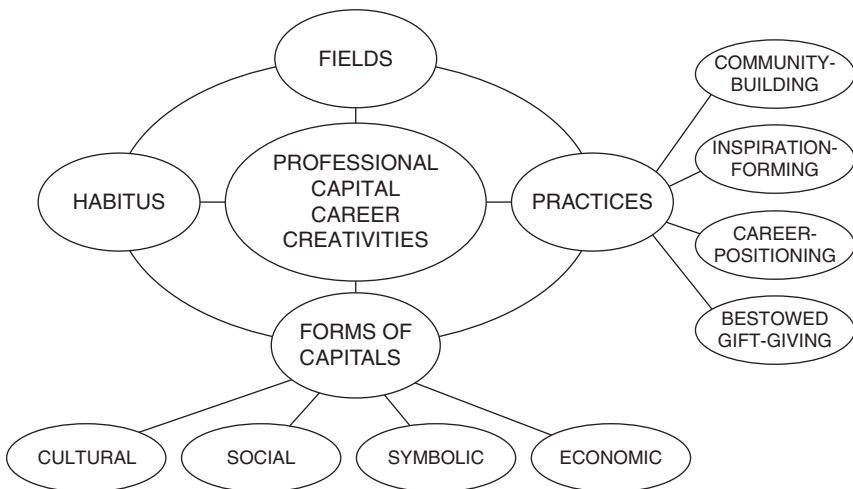 FIELDS
COMMUNITY-
BUILDING
INSPIRATION-
FORMING
PROFESSIONAL
CAPITAL
CAREER
CREATIVITIES
HABITUS
PRACTICES
CAREER-
POSITIONING
BESTOWED
GIFT-GIVING
FORMS OF
CAPITALS
CULTURAL
SOCIAL
SYMBOLIC
ECONOMIC